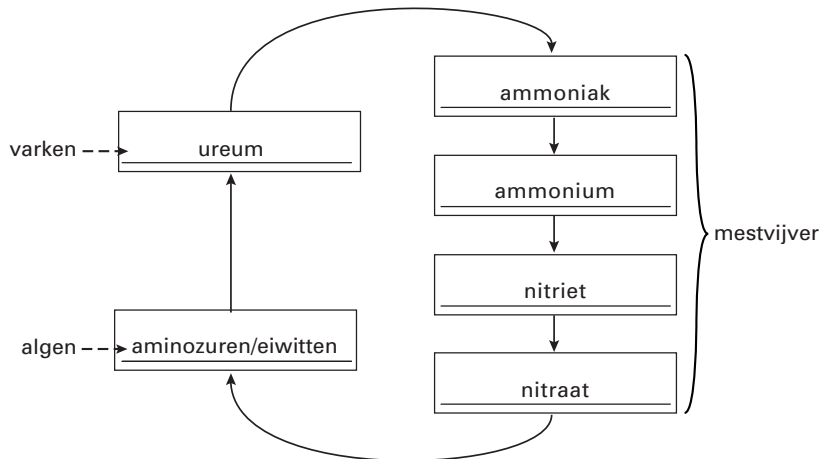 ammoniak
varken
ureum
ammonium
mestvijver
nitriet
algen
aminozuren/eiwitten
nitraat